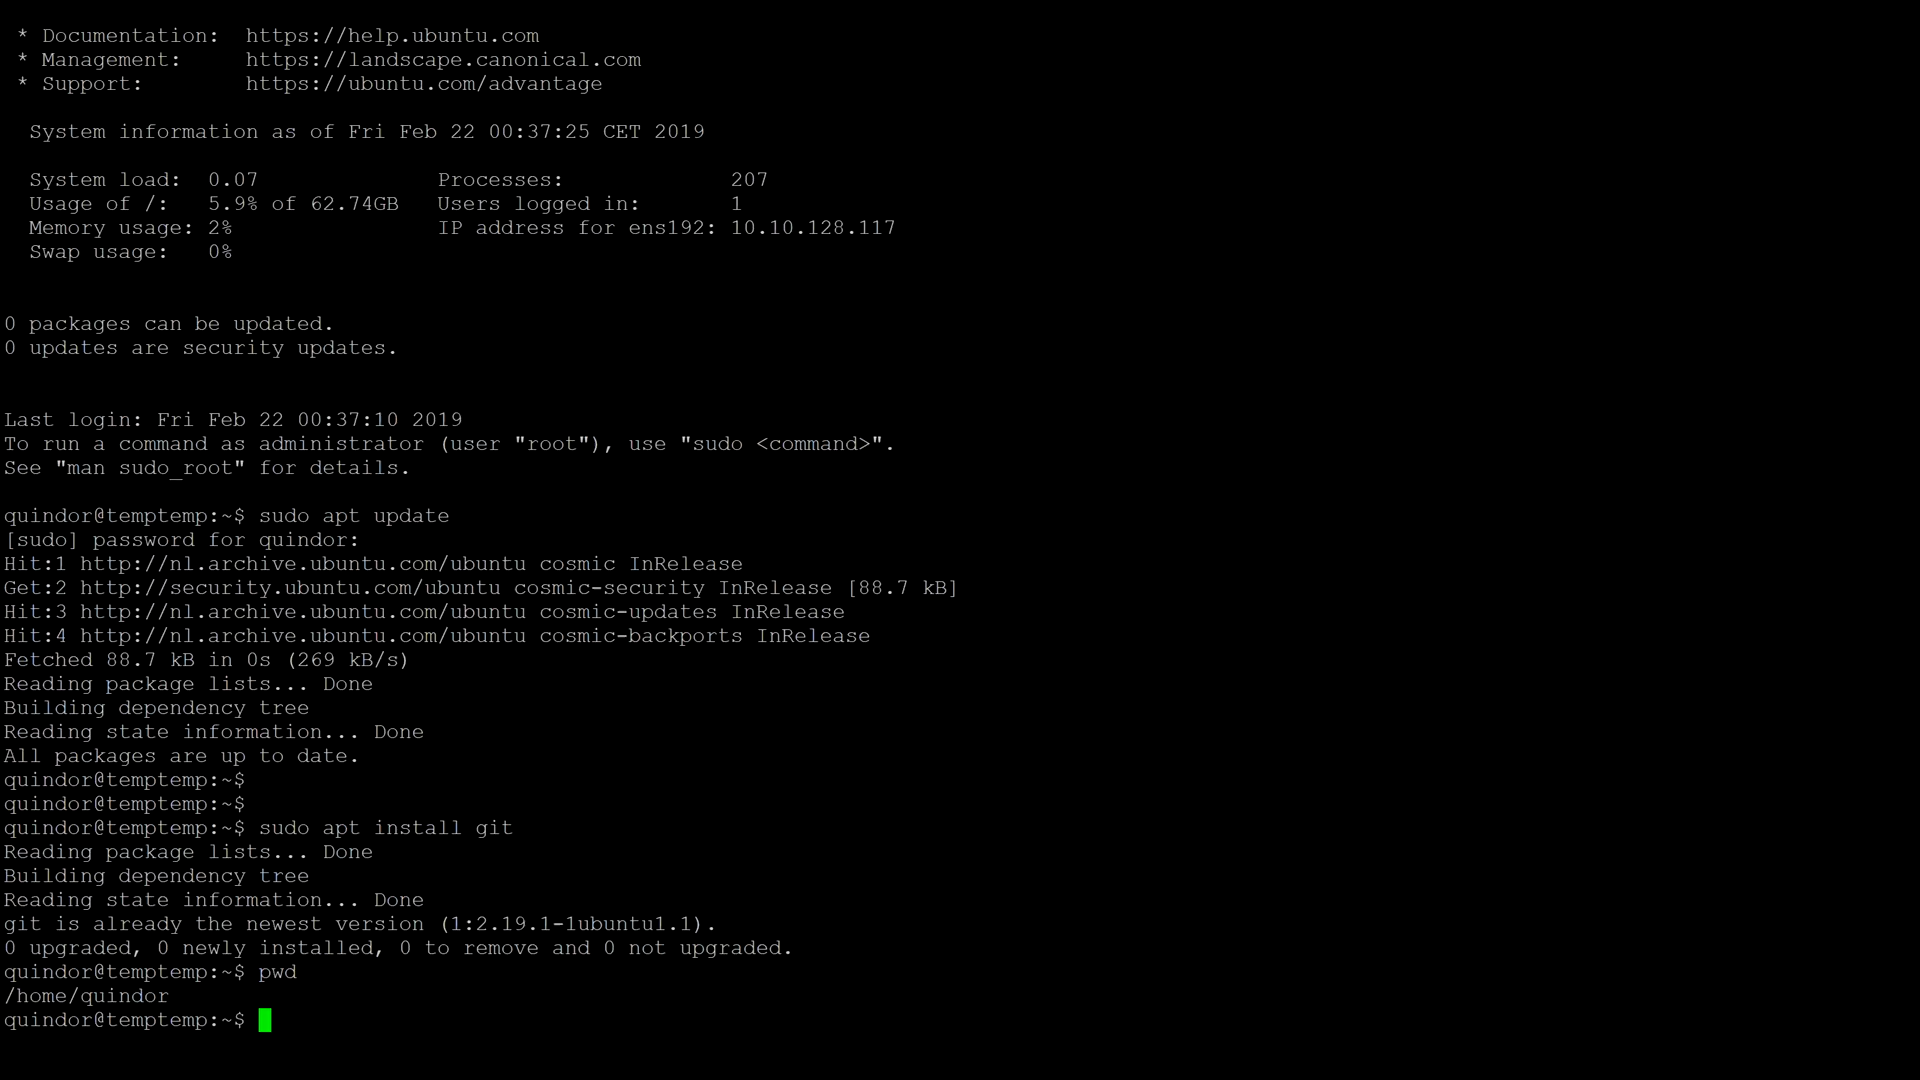 * Documentation:  https://help.ubuntu.com
* Management:     https://landscape.canonical.com
* Support:        https://ubuntu.com/advantage
System information as of Fri Feb 22 00:37:25 CET 2019
System load:  0.07              Processes:             207
Usage of /:   5.9% of 62.74GB   Users logged in:       1
Memory usage: 2%                IP address for ens192: 10.10.128.117
Swap usage:   0%
0 packages can be updated.
0 updates are security updates.
Last login: Fri Feb 22 00:37:10 2019
To run a command as administrator (user "root"), use "sudo <command>".
See "man sudo_root" for details.
quindor@temptemp:~$ sudo apt update
[sudo] password for quindor:
Hit:1 http://nl.archive.ubuntu.com/ubuntu cosmic InRelease
Get:2 http://security.ubuntu.com/ubuntu cosmic-security InRelease [88.7 kB]
Hit:3 http://nl.archive.ubuntu.com/ubuntu cosmic-updates InRelease
Hit:4 http://nl.archive.ubuntu.com/ubuntu cosmic-backports InRelease
Fetched 88.7 kB in 0s (269 kB/s)
Reading package lists... Done
Building dependency tree
Reading state information... Done
All packages are up to date.
quindor@temptemp:~$
quindor@temptemp:~$
quindor@temptemp:~$ sudo apt install git
Reading package lists... Done
Building dependency tree
Reading state information... Done
git is already the newest version (1:2.19.1-1ubuntu1.1).
0 upgraded, 0 newly installed, 0 to remove and 0 not upgraded.
quindor@temptemp:~$ pwd
/home/quindor
quindor@temptemp:~$